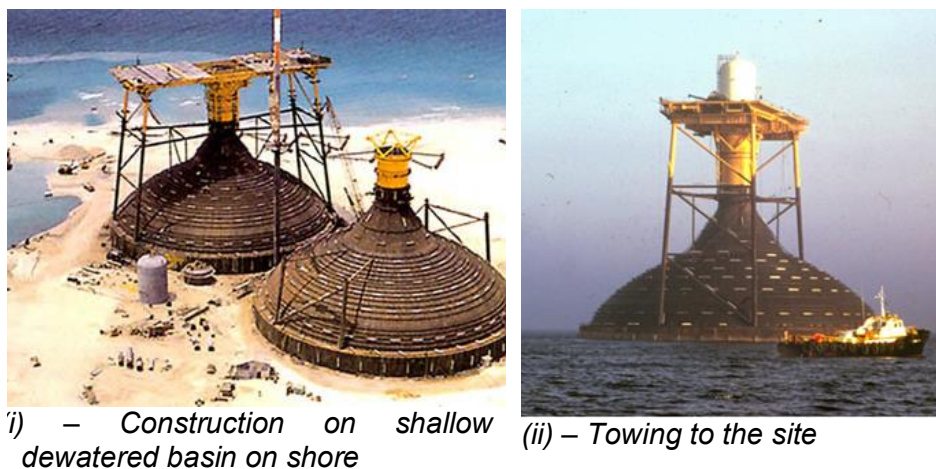 i) – Construction on shallow
dewatered basin on shore
(ii) – Towing to the site